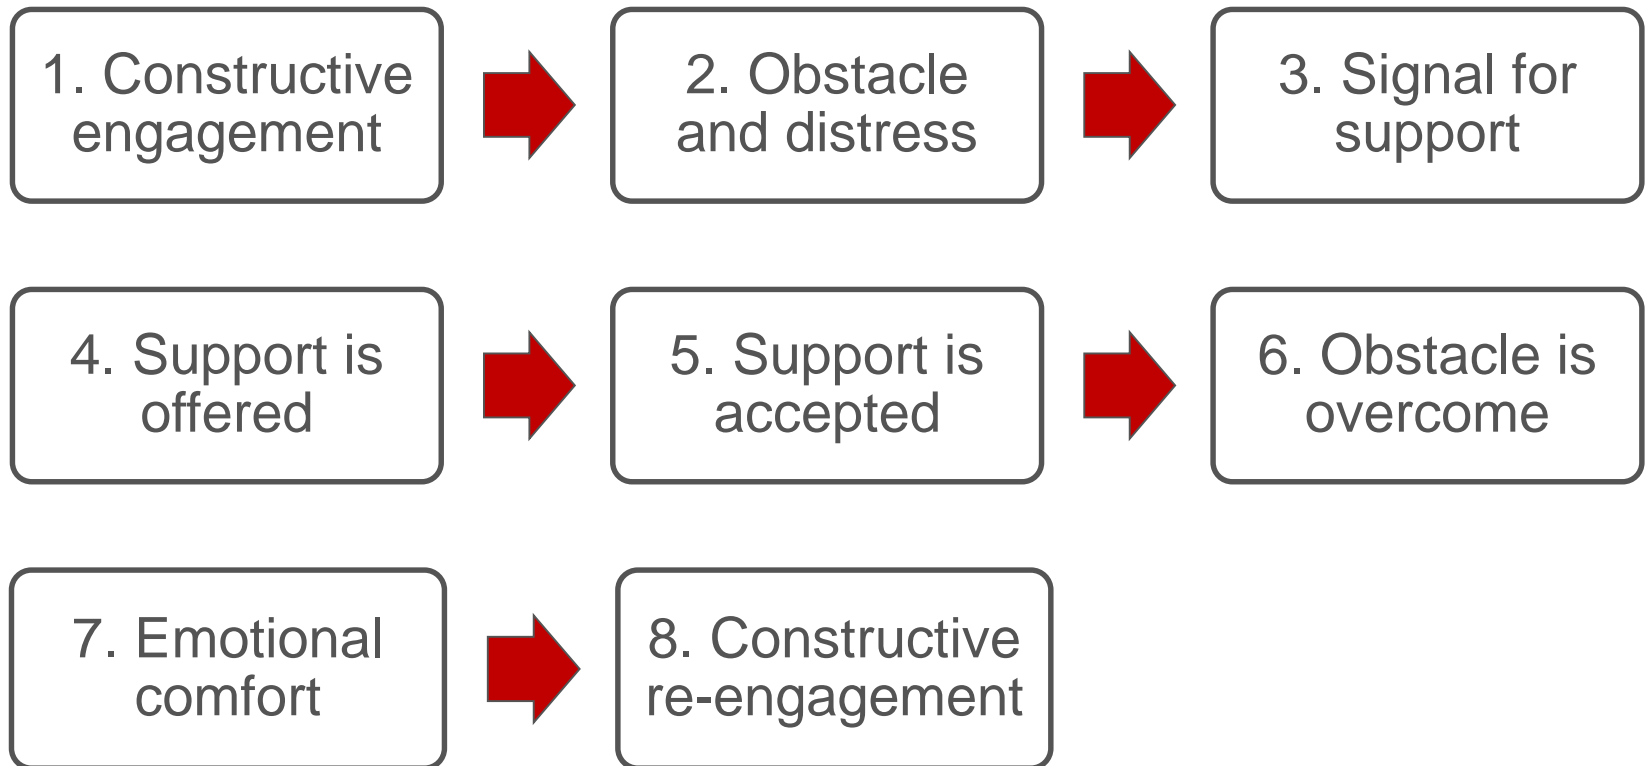 1. Constructive
engagement
2. Obstacle
and distress
3. Signal for
support
4. Support is
offered
5. Support is
accepted
6. Obstacle is
overcome
7. Emotional
comfort
8. Constructive
re-engagement